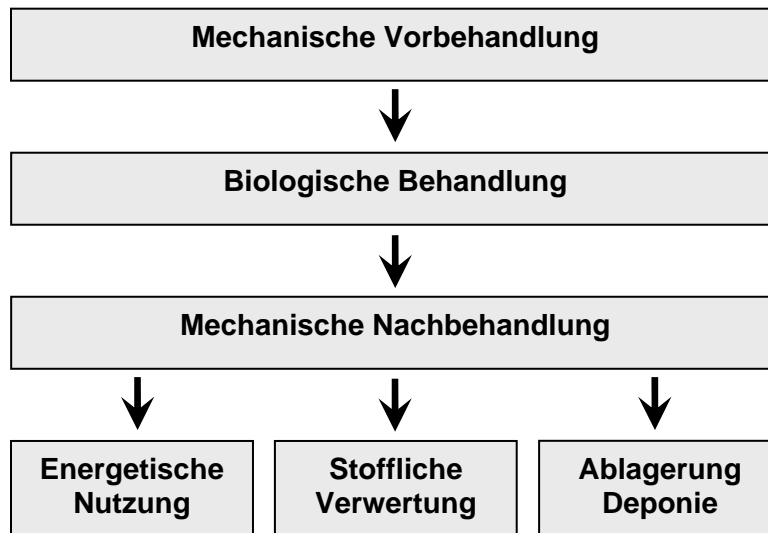 Mechanische Vorbehandlung
Biologische Behandlung
Mechanische Nachbehandlung
Energetische
Nutzung
Stoffliche
Verwertung
Ablagerung
Deponie